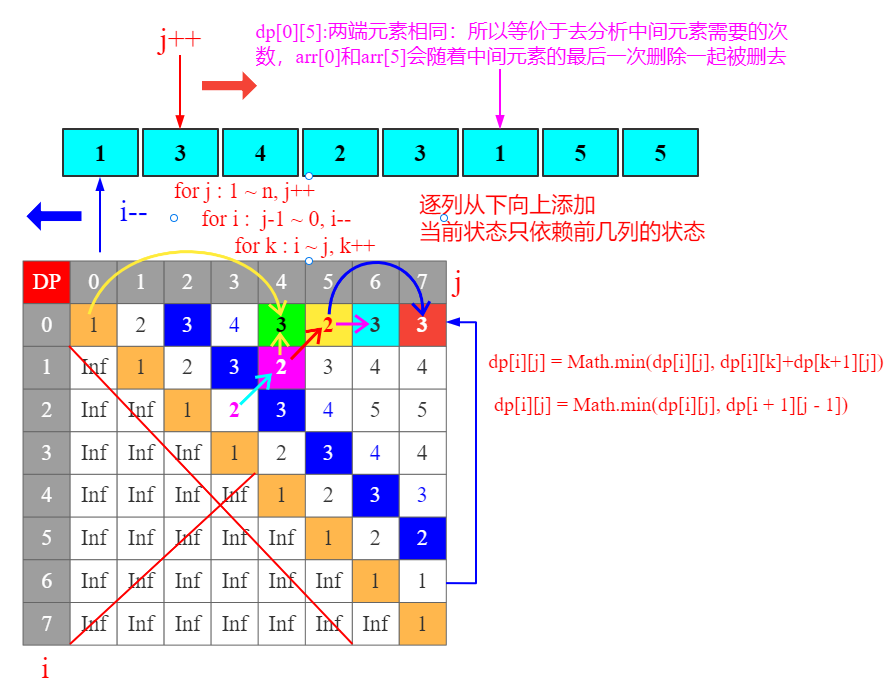 j++
dp[0][5]:两端元素相同：所以等价于去分析中间元素需要的次
数，arr[0]和arr[5]会随着中间元素的最后一次删除一起被删去
1 3 4 2 3 1 5 5
i--
for j : 1 ~ n, j++
for i : j-1 ~ 0, i--
for k : i ~ j, k++
逐列从下向上添加
当前状态只依赖前几列的状态
DP 0 1 2 3 4 5 6 7
j
0 1 2 3 4 3 2 3 3
1 Inf 1 2 3 2 3 4 4
2 Inf Inf 1 2 3 4 5 5
3 Inf Inf Inf 1 2 3 4 4
4 Inf Inf Inf Inf 1 2 3 3
5 Inf Inf Inf Inf Inf 1 2 2
6 Inf Inf Inf Inf Inf Inf 1 1
7 Inf Inf Inf Inf Inf Inf Inf 1
i
dp[i][j] = Math.min(dp[i][j], dp[i][k]+dp[k+1][j])
dp[i][j] = Math.min(dp[i][j], dp[i + 1][j - 1])